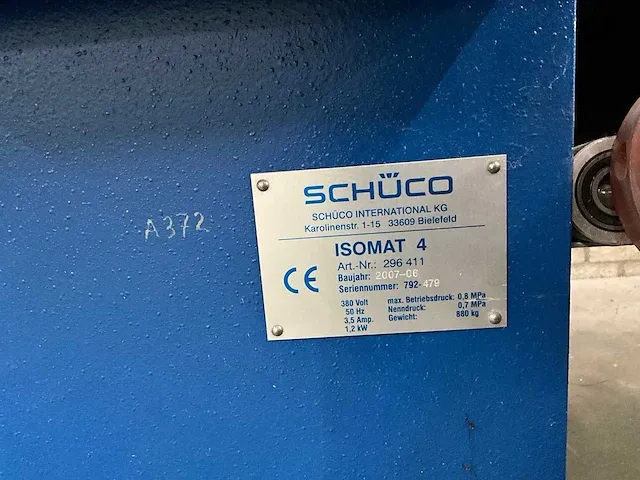 A372
SCHÜCO
SCHÜCO INTERNATIONAL KG
Karolinenstr. 1-15 33609 Bielefeld
ISOMAT 4
Art.-Nr.: 296 411
Baujahr: 2007-06
Seriennummer: 792-479
CE
380 Volt max. Betriebsdruck: 0,8 MPa
50 Hz Nenndruck: 0,7 MPa
3,5 Amp. Gewicht: 880 kg
1,2 kW